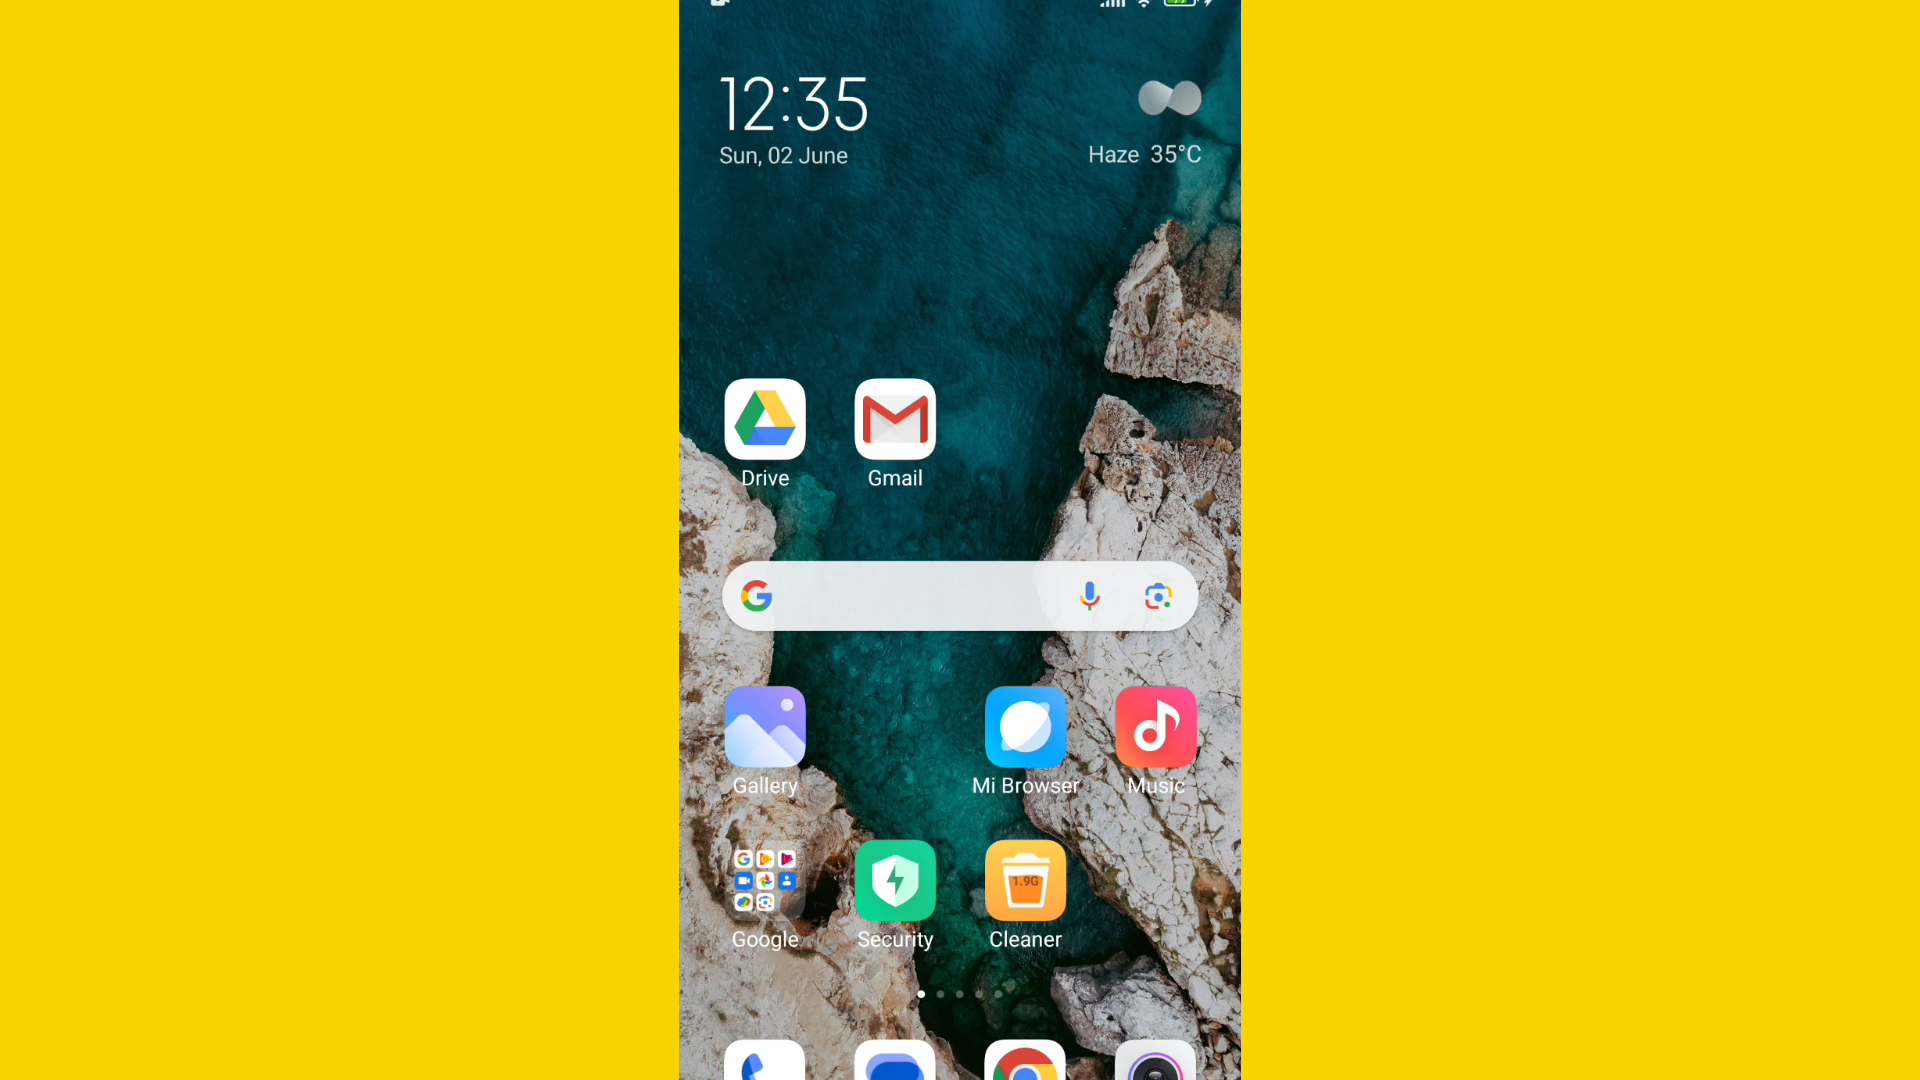 12:35
Sun, 02 June
Haze 35°C
Drive
Gmail
Gallery
Mi Browser
Music
1.9G
Google
Security
Cleaner